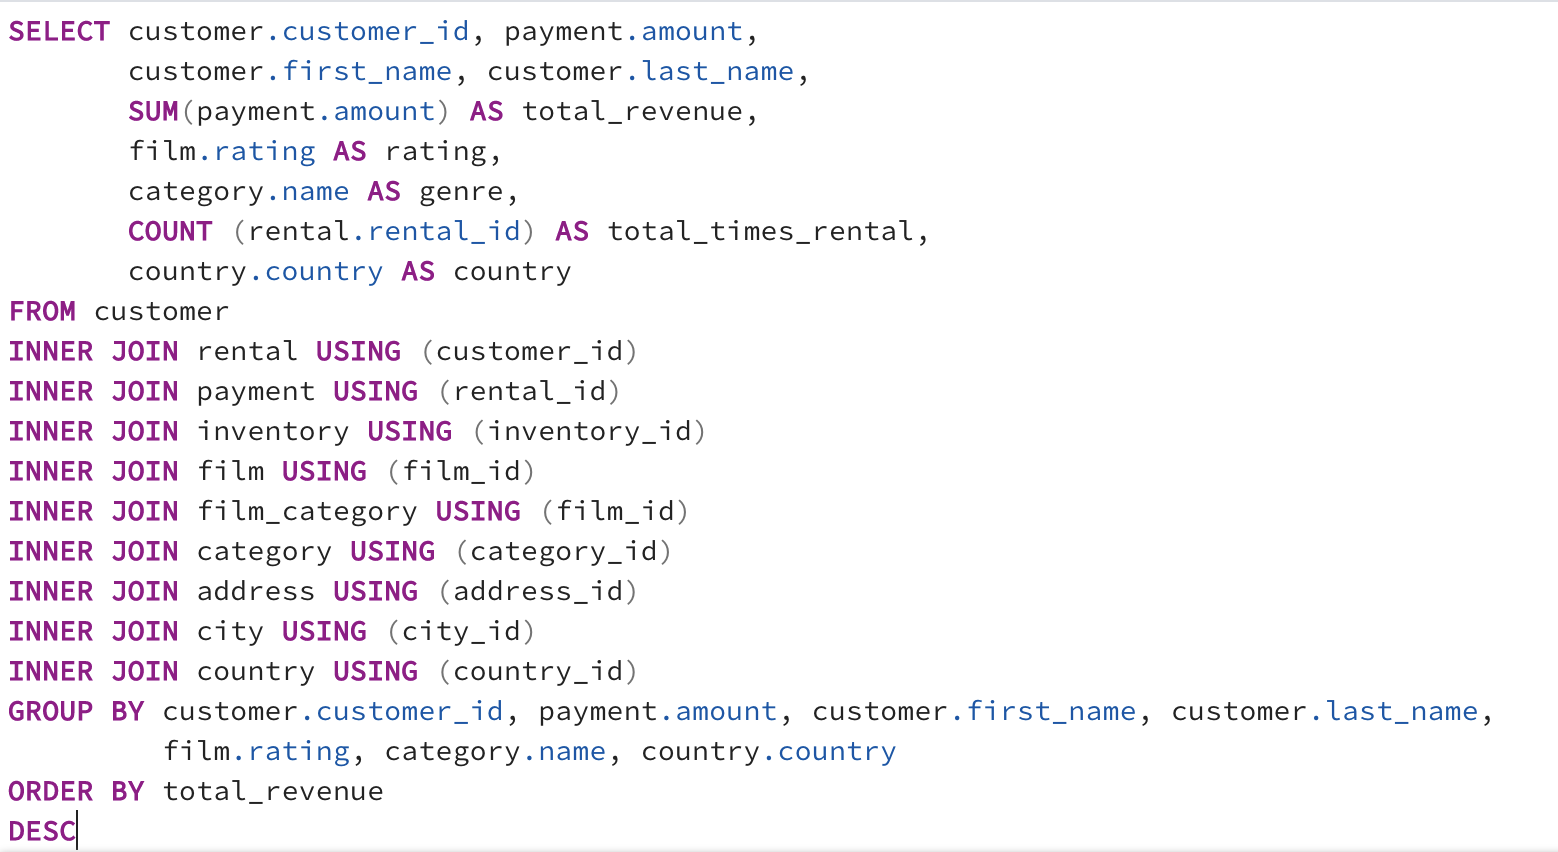 SELECT customer.customer_id, payment.amount,
customer.first_name, customer.last_name,
SUM(payment.amount) AS total_revenue,
film.rating AS rating,
category.name AS genre,
COUNT (rental.rental_id) AS total_times_rental,
country.country AS country
FROM customer
INNER JOIN rental USING (customer_id)
INNER JOIN payment USING (rental_id)
INNER JOIN inventory USING (inventory_id)
INNER JOIN film USING (film_id)
INNER JOIN film_category USING (film_id)
INNER JOIN category USING (category_id)
INNER JOIN address USING (address_id)
INNER JOIN city USING (city_id)
INNER JOIN country USING (country_id)
GROUP BY customer.customer_id, payment.amount, customer.first_name, customer.last_name,
film.rating, category.name, country.country
ORDER BY total_revenue
DESC